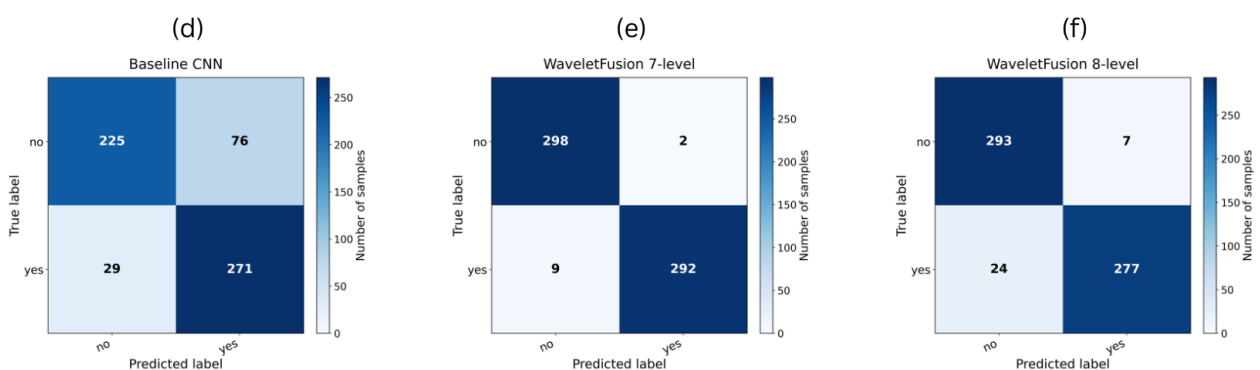 (d)
Baseline CNN
no
225
76
yes
29
271
no
yes
True label
Predicted label
250
200
150
100
50
0
Number of samples
(e)
WaveletFusion 7-level
no
298
2
yes
9
292
no
yes
True label
Predicted label
250
200
150
100
50
0
Number of samples
(f)
WaveletFusion 8-level
no
293
7
yes
24
277
no
yes
True label
Predicted label
250
200
150
100
50
0
Number of samples